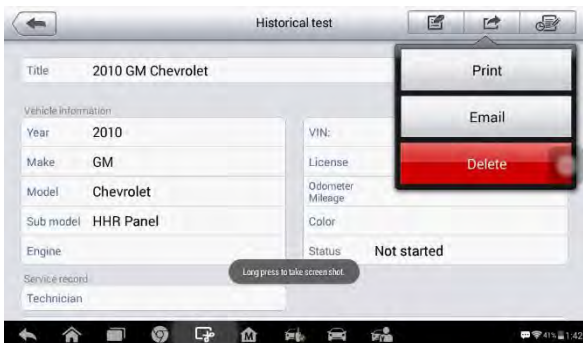 Historical test
Title 2010 GM Chevrolet
Print
Email
Delete
Vehicle information
Year 2010
Make GM
Model Chevrolet
Sub model HHR Panel
Engine
VIN:
License
Odometer
Mileage
Color
Status Not started
Long press to take screen shot.
Service record
Technician
M
41% 1:42